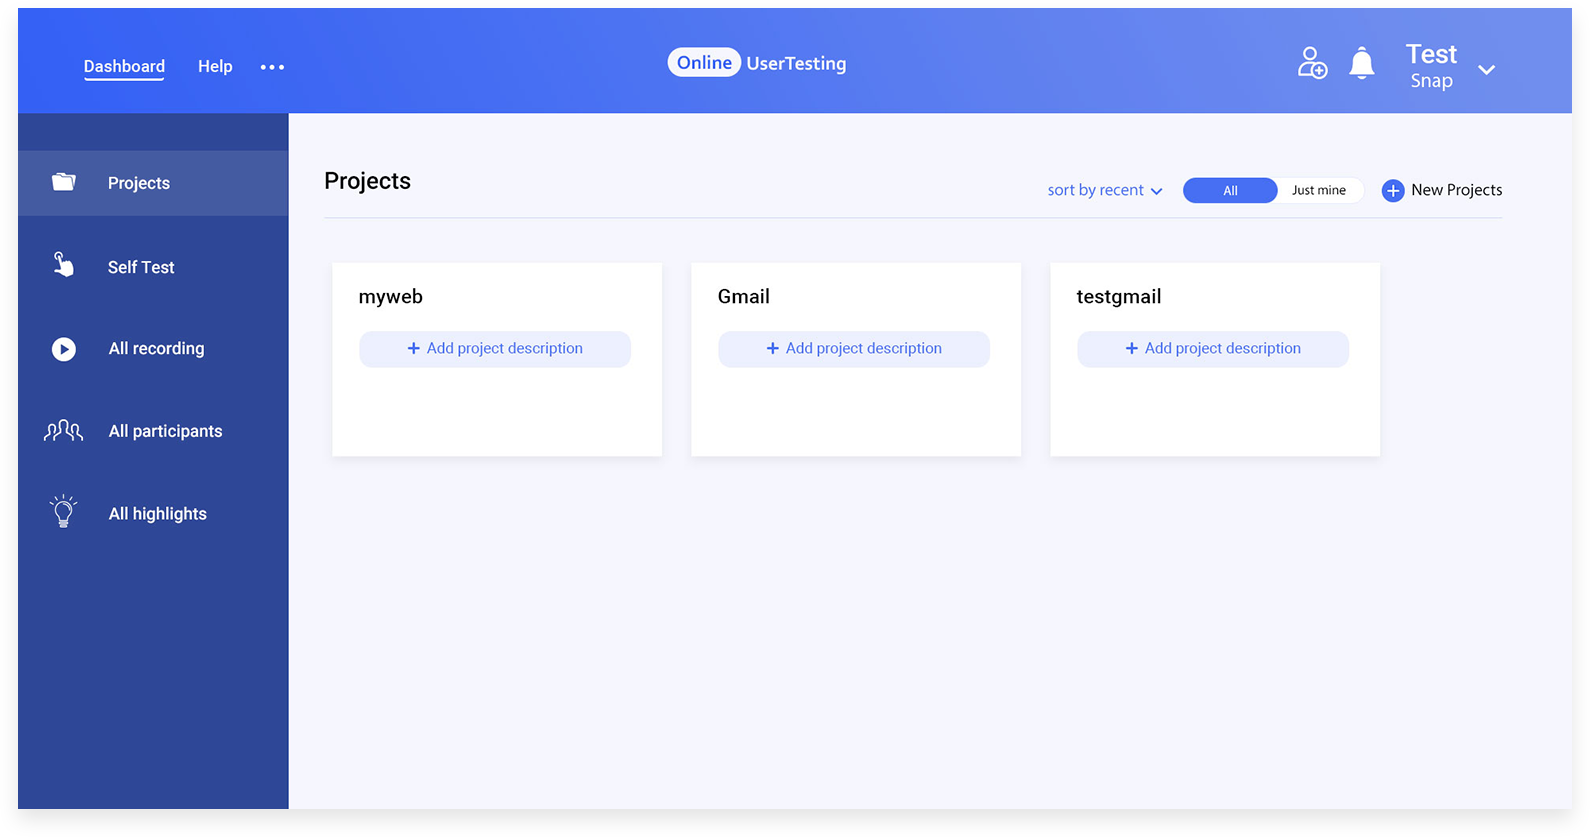 Dashboard Help
Online UserTesting
Test
Snap
Projects
Self Test
All recording
All participants
All highlights
Projects
sort by recent
All Just mine
New Projects
myweb
+ Add project description
Gmail
+ Add project description
testgmail
+ Add project description